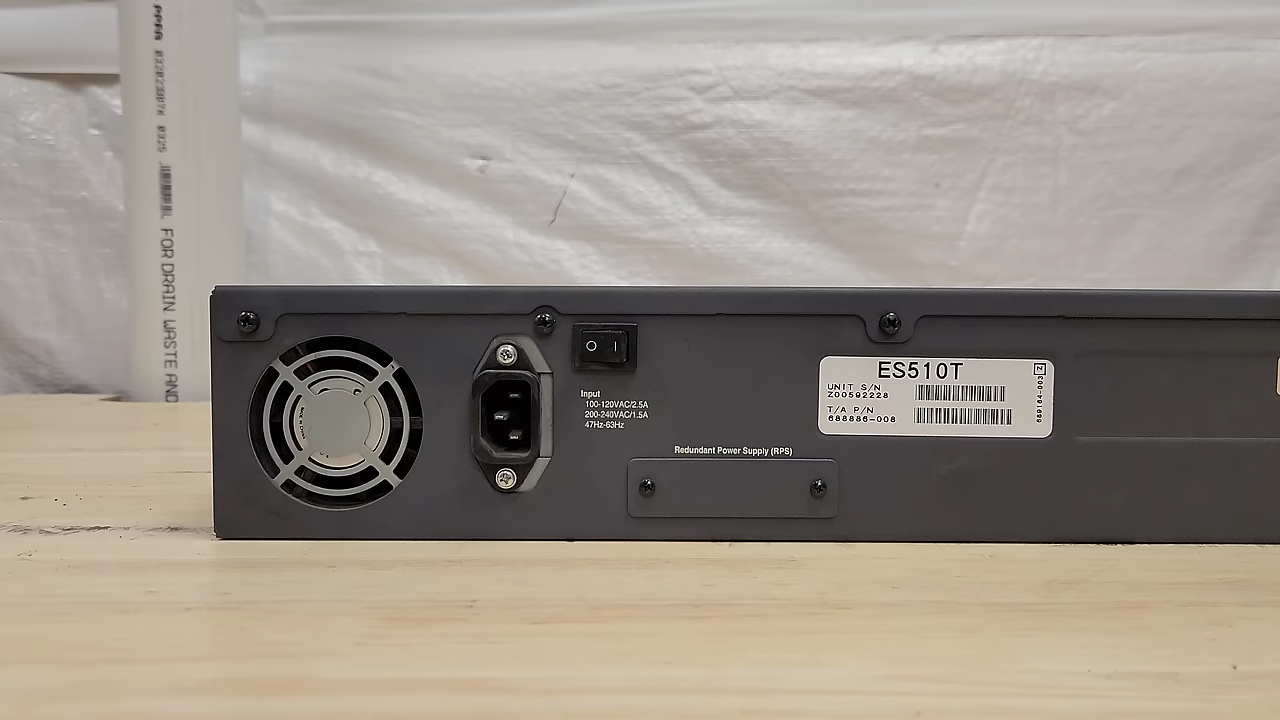 FOR DRAIN WASTE AND
Input
100-120VAC/2.5A
200-240VAC/1.5A
47Hz-63Hz
Redundant Power Supply (RPS)
ES510T
UNIT S/N
Z00592228
T/A P/N
688886-008
O I